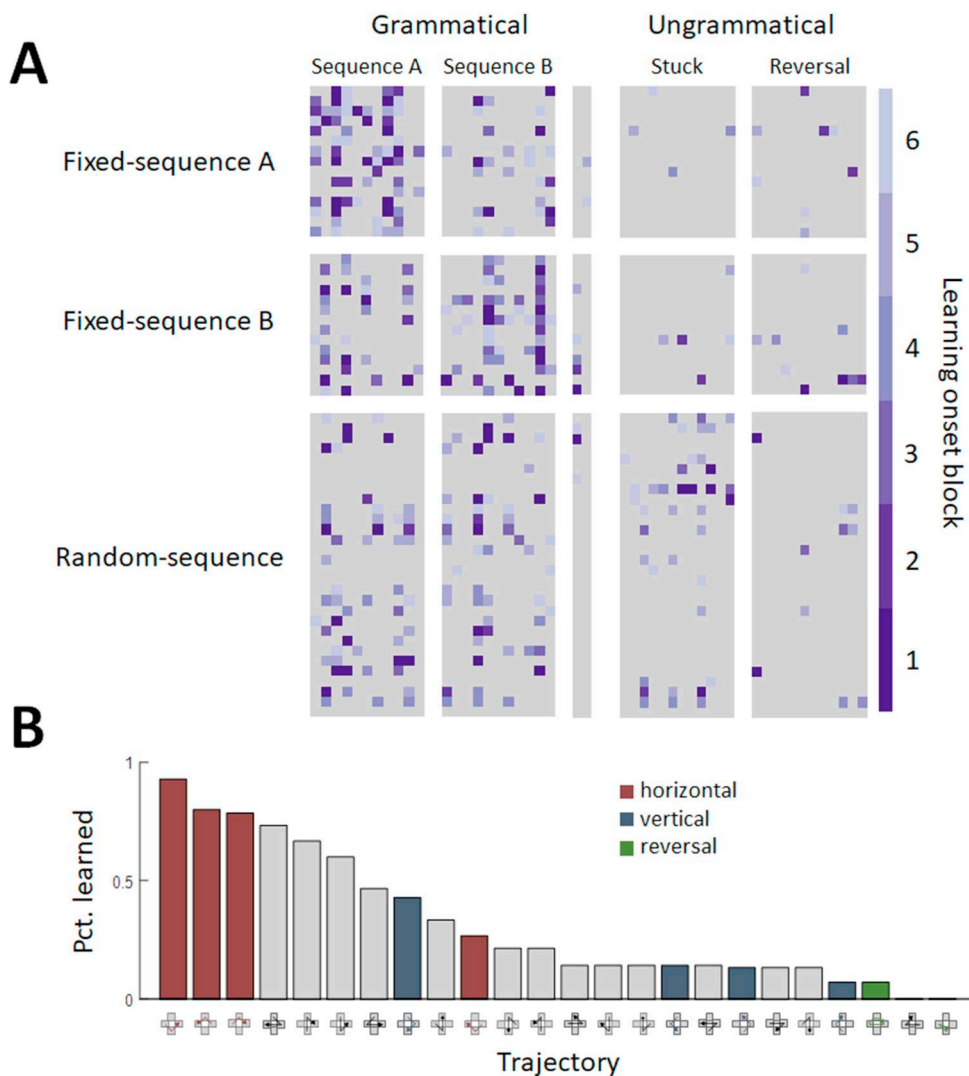 A
Grammatical
Ungrammatical
Sequence A
Sequence B
Stuck
Reversal
Fixed-sequence A
Fixed-sequence B
Random-sequence
6
5
4
3
2
1
Learning onset block
B
1
0.5
0
Pct. learned
horizontal
vertical
reversal
Trajectory